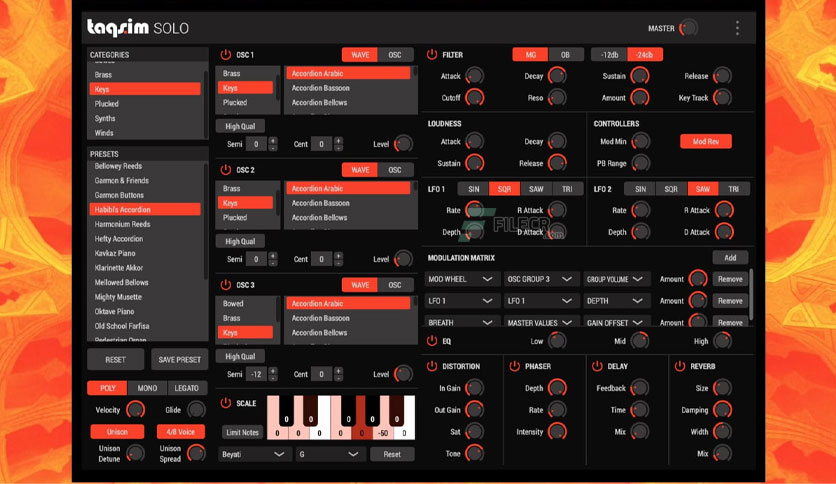 taqsim SOLO
MASTER
CATEGORIES
Brass
Keys
Plucked
Synths
Winds
PRESETS
Bellowey Reeds
Garmon & Friends
Garmon Buttons
Habibi's Accordion
Harmonium Reeds
Hefty Accordion
Kavkaz Piano
Klarinette Akkor
Mellowed Bellows
Mighty Musette
Oktave Piano
Old School Farfisa
Pedestrian Organ
RESET SAVE PRESET
POLY MONO LEGATO
Velocity Glide
Unison 4/8 Voice
Unison Detune Unison Spread
OSC 1 WAVE OSC
Brass Accordion Arabic
Keys Accordion Bassoon
Plucked Accordion Bellows
High Qual
Semi 0 + - Cent 0 + - Level
OSC 2 WAVE OSC
Brass Accordion Arabic
Keys Accordion Bassoon
Plucked Accordion Bellows
High Qual
Semi 0 + - Cent 0 + - Level
OSC 3 WAVE OSC
Bowed Accordion Arabic
Brass Accordion Bassoon
Keys Accordion Bellows
High Qual
Semi -12 + - Cent 0 + - Level
SCALE
0 0 0 0 0
Limit Notes 0 0 0 0 0 -50 0
Beyati G Reset
FILTER MG OB -12db -24db
Attack Decay Sustain Release
Cutoff Reso Amount Key Track
LOUDNESS
Attack Decay
Sustain Release
CONTROLLERS
Mod Min Mod Rev
PB Range
LFO 1 SIN SQR SAW TRI
Rate R Attack
Depth D Attack
LFO 2 SIN SQR SAW TRI
Rate R Attack
Depth D Attack
FILECR
.com
MODULATION MATRIX Add
MOD WHEEL OSC GROUP 3 GROUP VOLUME Amount Remove
LFO 1 LFO 1 DEPTH Amount Remove
BREATH MASTER VALUES GAIN OFFSET Amount Remove
EQ Low Mid High
DISTORTION
In Gain
Out Gain
Sat
Tone
PHASER
Depth
Rate
Intensity
DELAY
Feedback
Time
Mix
REVERB
Size
Damping
Width
Mix